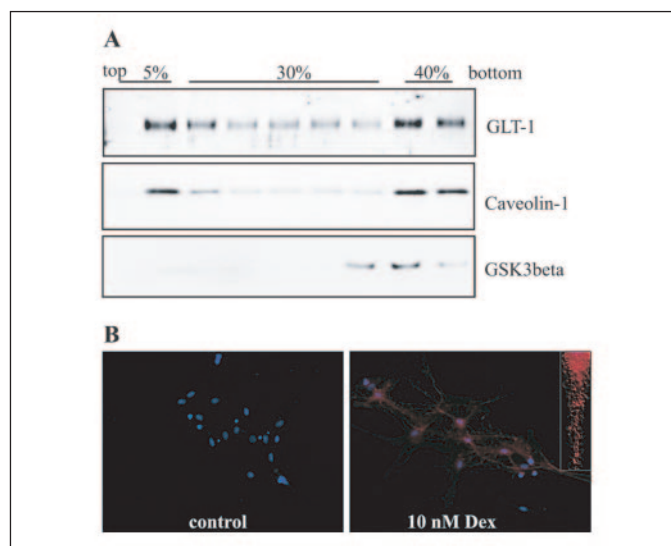 A
top 5% 30% 40% bottom
GLT-1
Caveolin-1
GSK3beta
B
control 10 nM Dex